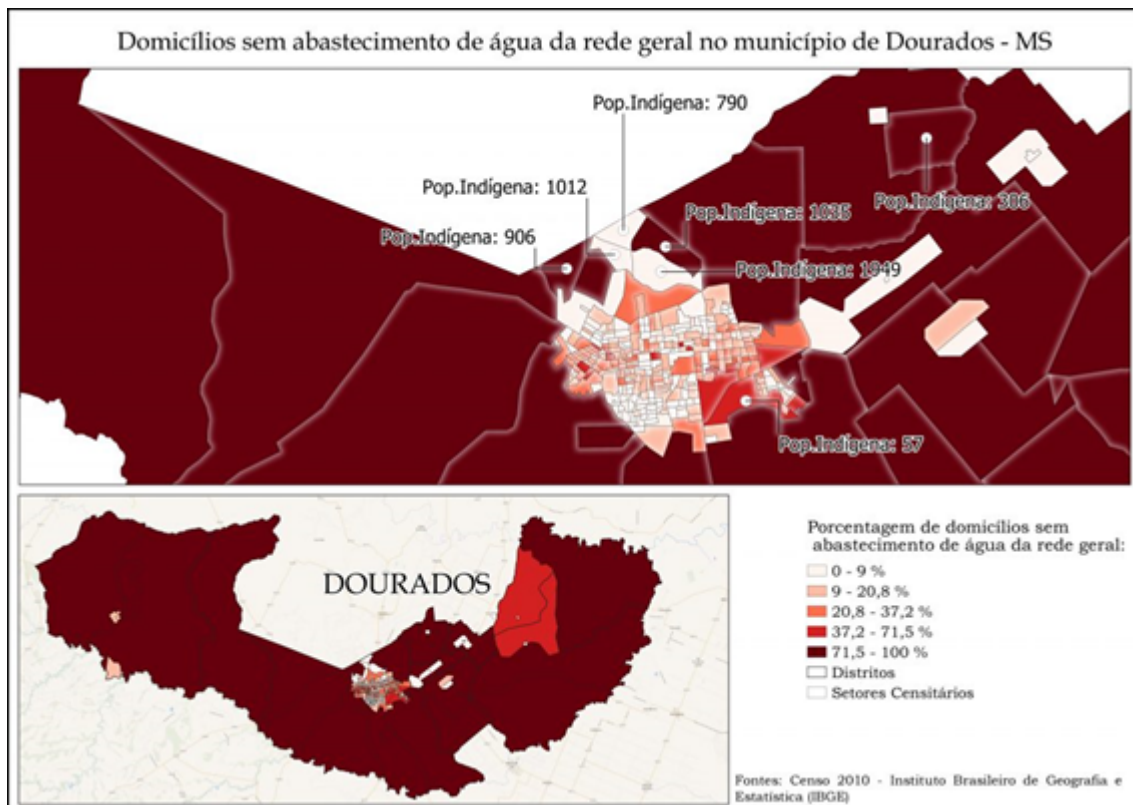 Domicílios sem abastecimento de água da rede geral no município de Dourados - MS
Pop.Indígena: 790
Pop.Indígena: 1012
Pop.Indígena: 1035
Pop.Indígena: 306
Pop.Indígena: 906
Pop.Indígena: 1949
Pop.Indígena: 57
DOURADOS
Porcentagem de domicílios sem
abastecimento de água da rede geral:
0 - 9 %
9 - 20,8 %
20,8 - 37,2 %
37,2 - 71,5 %
71,5 - 100 %
Distritos
Setores Censitários
Fontes: Censo 2010 - Instituto Brasileiro de Geografia e
Estatística (IBGE)